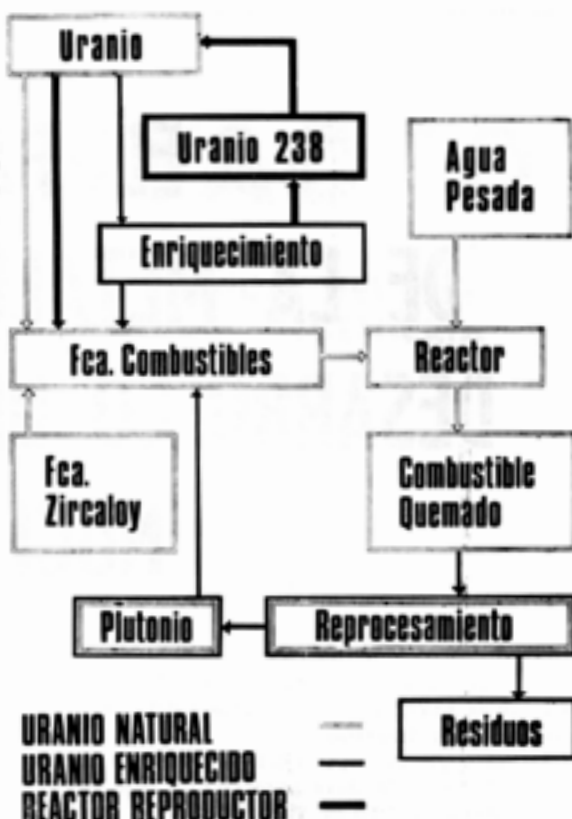 Uranio
Uranio 238
Agua
Pesada
Enriquecimiento
Fca. Combustibles
Reactor
Fca.
Zircaloy
Combustible
Quemado
Plutonio
Reprocesamiento
Residuos
URANIO NATURAL
URANIO ENRIQUECIDO
REACTOR REPRODUCTOR